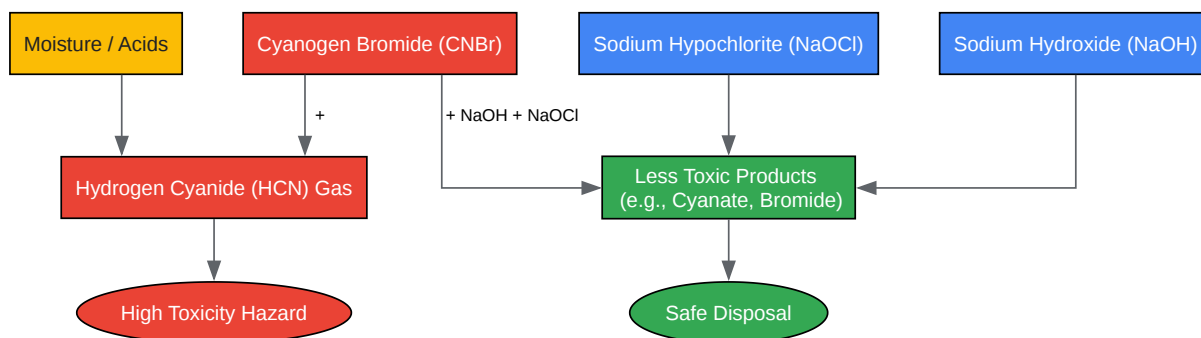 Moisture / Acids
Cyanogen Bromide (CNBr)
Sodium Hypochlorite (NaOCl)
Sodium Hydroxide (NaOH)
+
+ NaOH + NaOCl
Hydrogen Cyanide (HCN) Gas
Less Toxic Products
(e.g., Cyanate, Bromide)
High Toxicity Hazard
Safe Disposal